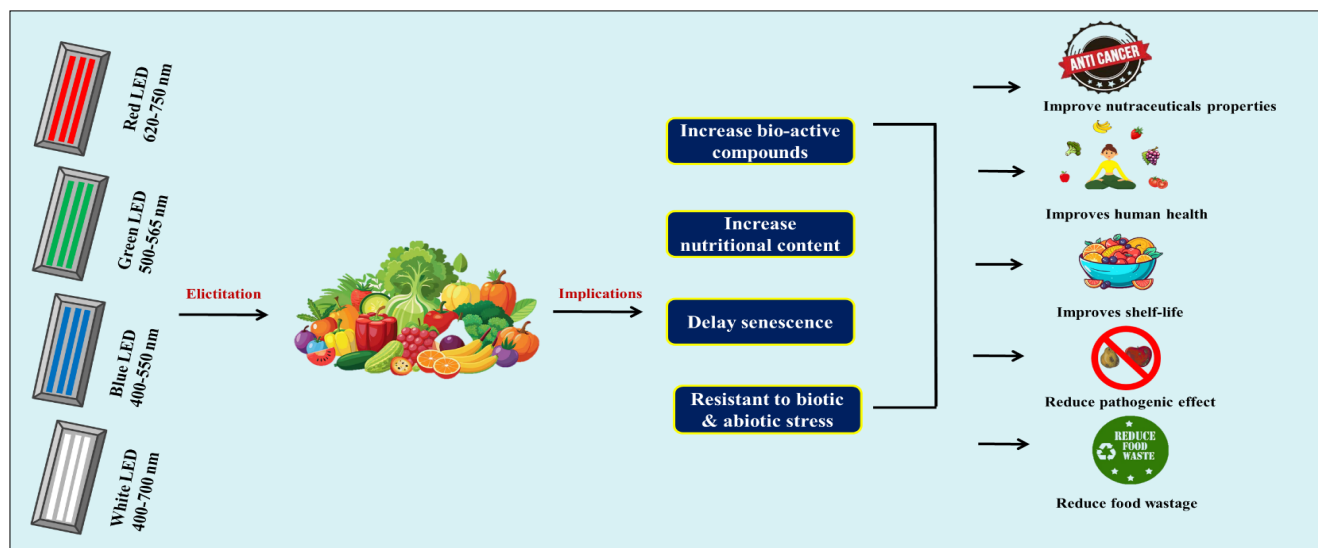 Red LED
620-750 nm
Green LED
500-565 nm
Blue LED
400-550 nm
White LED
400-700 nm
Elictitation
Implications
Increase bio-active
compounds
Increase
nutritional content
Delay senescence
Resistant to biotic
& abiotic stress
ANTI CANCER
Improve nutraceuticals properties
Improves human health
Improves shelf-life
Reduce pathogenic effect
REDUCE
FOOD
WASTE
Reduce food wastage